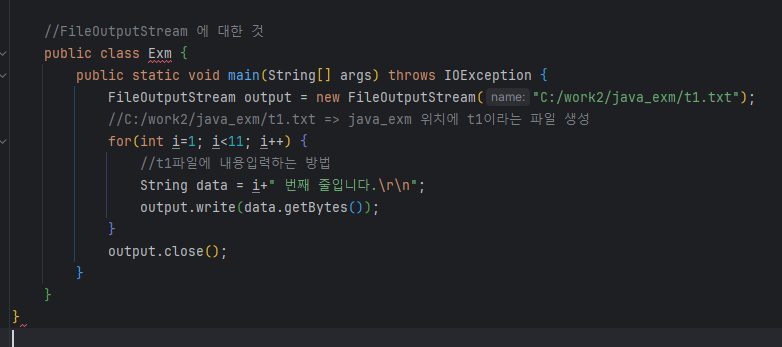 //FileOutputStream 에 대한 것
public class Exm {
public static void main(String[] args) throws IOException {
FileOutputStream output = new FileOutputStream( name: "C:/work2/java_exm/t1.txt");
//C:/work2/java_exm/t1.txt => java_exm 위치에 t1이라는 파일 생성
for(int i=1; i<11; i++) {
//t1파일에 내용입력하는 방법
String data = i+" 번째 줄입니다.\r\n";
output.write(data.getBytes());
}
output.close();
}
}
}